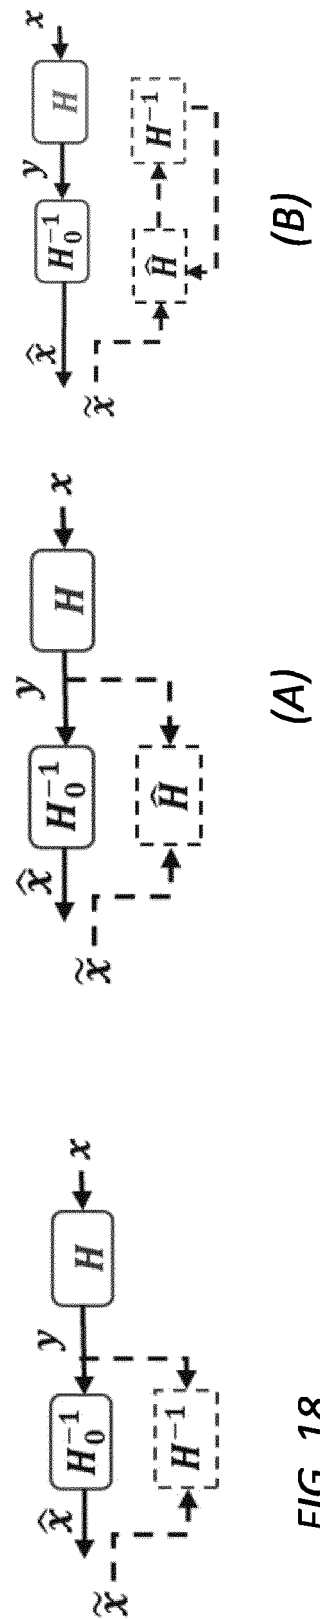 x̂ H₀⁻¹ y H x
x̃ H⁻¹
FIG. 18
x̂ H₀⁻¹ y H x
x̃ Ĥ
(A)
x̂ H₀⁻¹ y H x
x̃ Ĥ H⁻¹
(B)